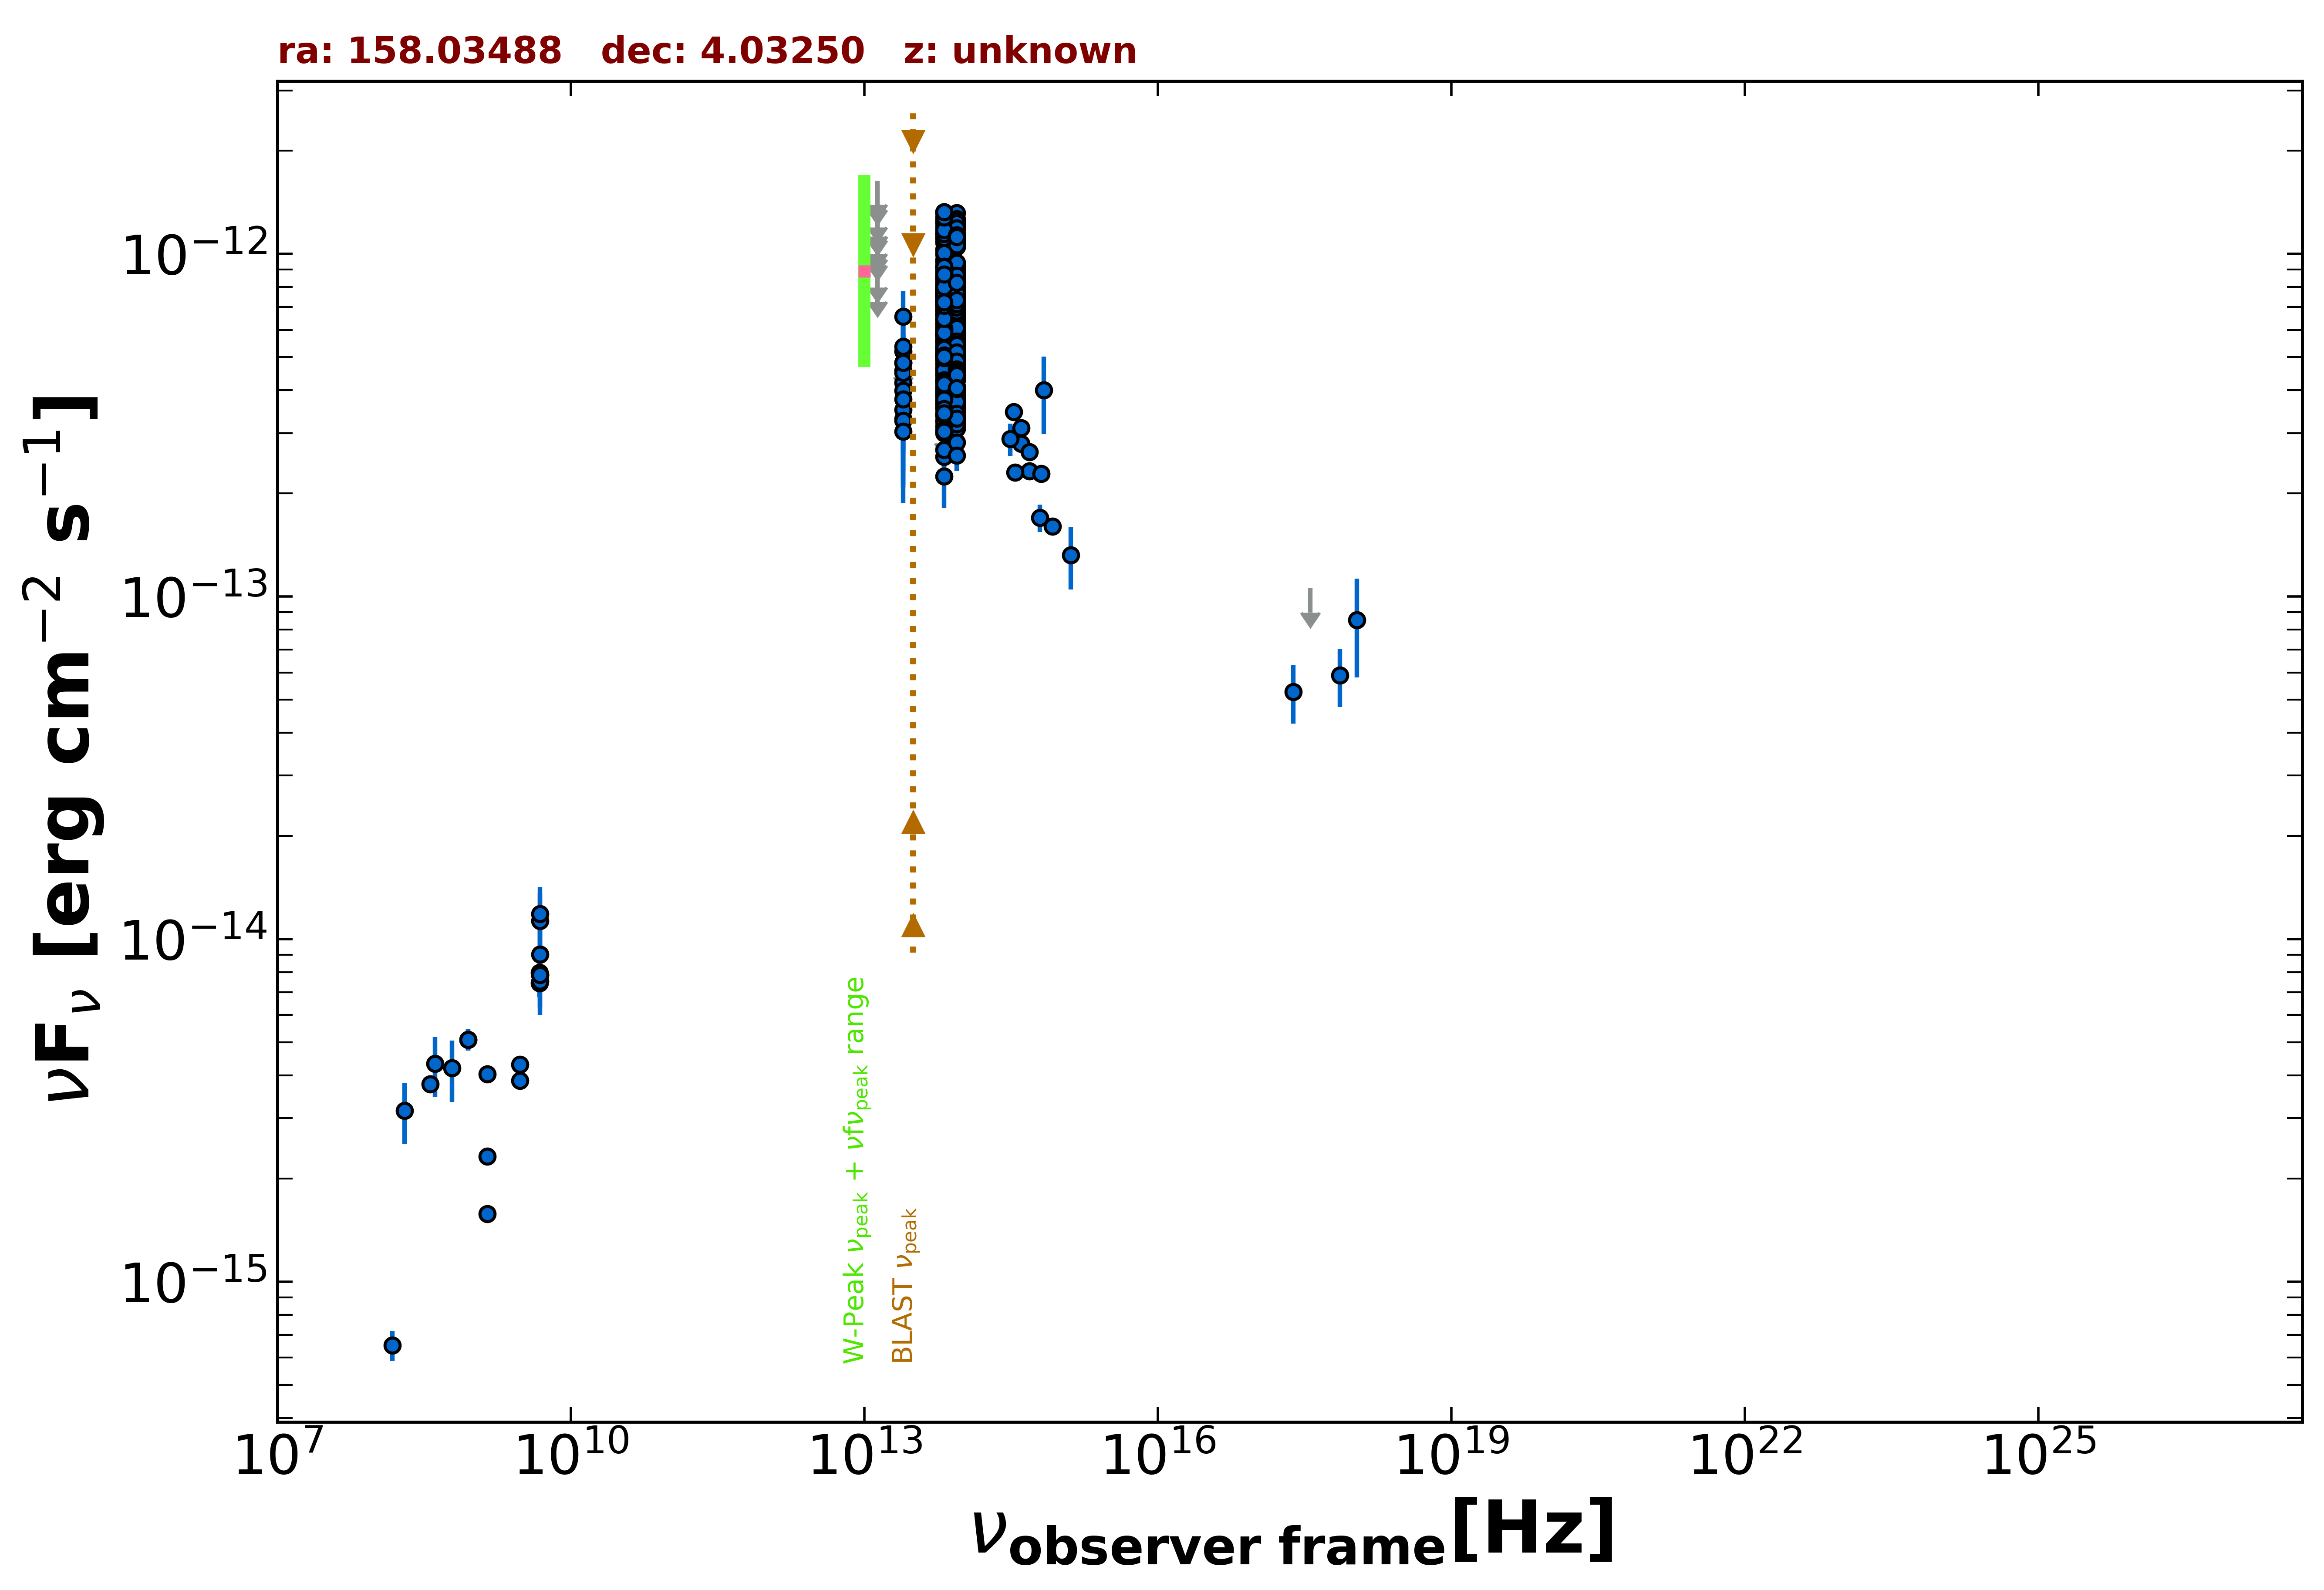 ra: 158.03488   dec: 4.03250   z: unknown
νFν [erg cm−2 s−1]
10−12
10−13
10−14
10−15
W-Peak νpeak + νfνpeak range
BLAST νpeak
107 1010 1013 1016 1019 1022 1025
νobserver frame[Hz]